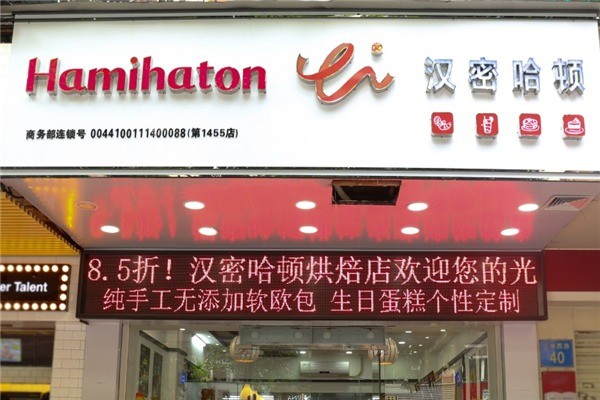 Hamihaton
汉密哈顿
商务部连锁号 0044100111400088(第1455店)
8.5折！汉密哈顿烘焙店欢迎您的光
纯手工无添加软欧包 生日蛋糕个性定制
er Talent
40